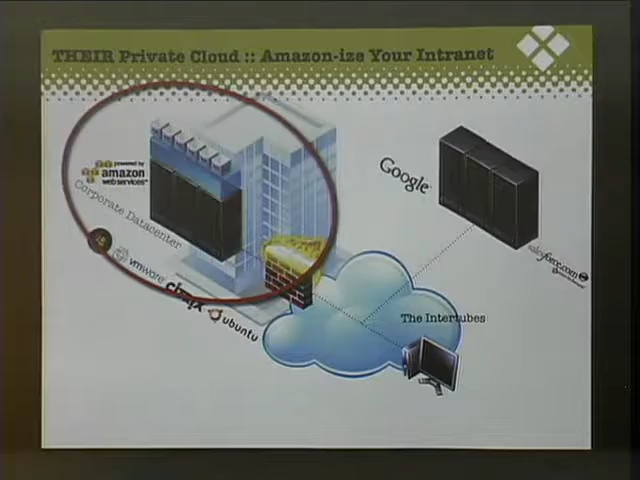 THEIR Private Cloud :: Amazon-ize Your Intranet
powered by
amazon
webservices™
Corporate Datacenter
vmware
citrix
ubuntu
Google
salesforce.com
The Intertubes